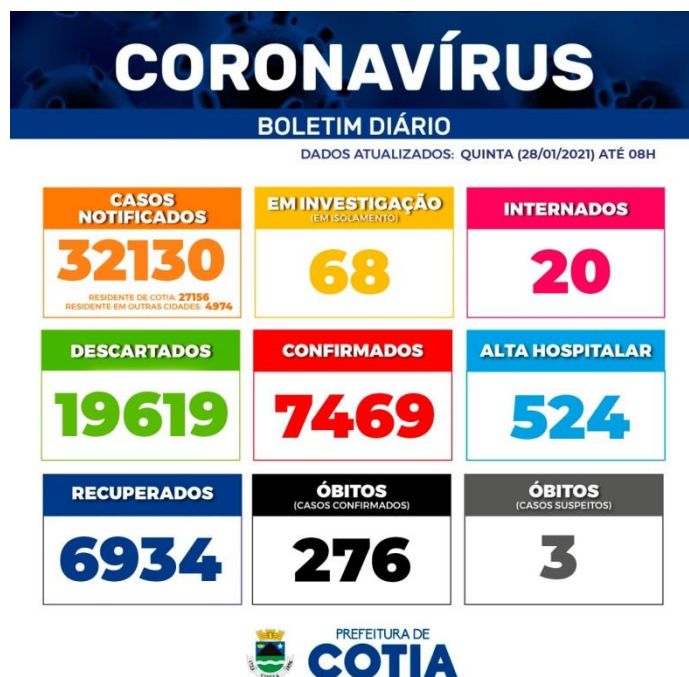 CORONAVÍRUS
BOLETIM DIÁRIO
DADOS ATUALIZADOS: QUINTA (28/01/2021) ATÉ 08H
CASOS
NOTIFICADOS
32130
RESIDENTE DE COTIA: 27156
RESIDENTE EM OUTRAS CIDADES: 4974
EM INVESTIGAÇÃO
(EM ISOLAMENTO)
68
INTERNADOS
20
DESCARTADOS
19619
CONFIRMADOS
7469
ALTA HOSPITALAR
524
RECUPERADOS
6934
ÓBITOS
(CASOS CONFIRMADOS)
276
ÓBITOS
(CASOS SUSPEITOS)
3
PREFEITURA DE
COTIA